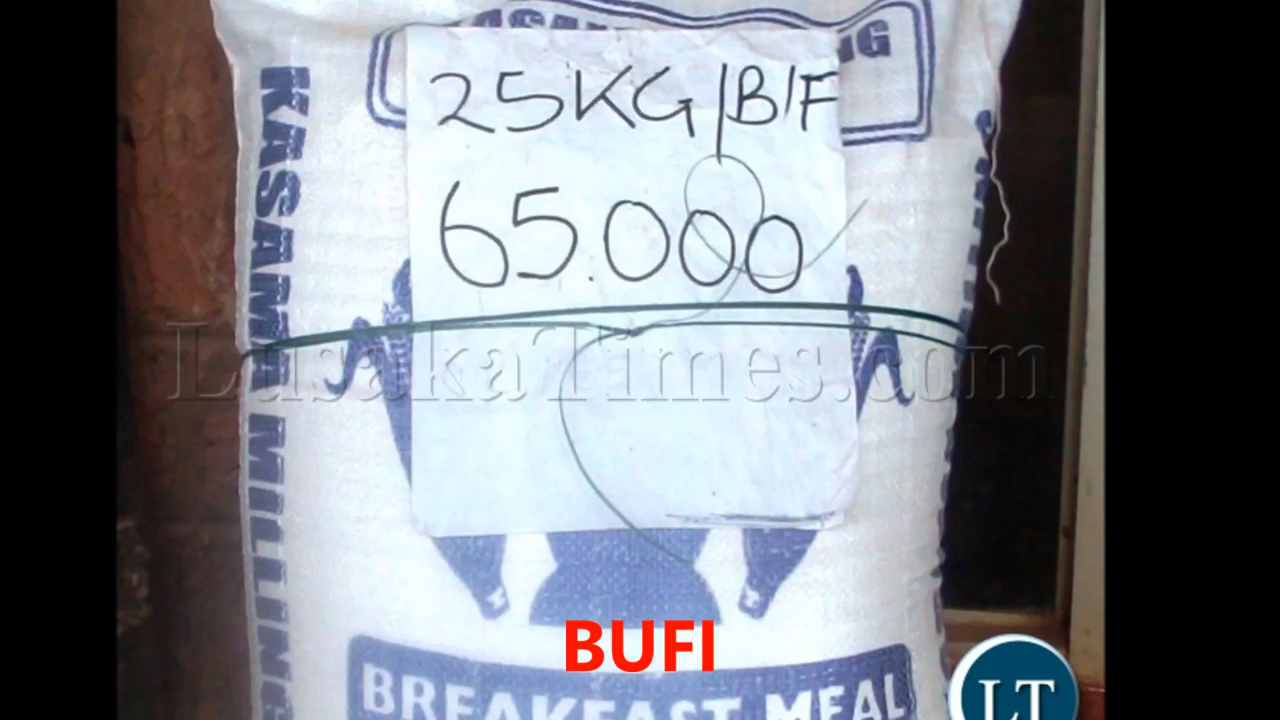 25KG/B/F
65.000
KASAMA MILLING
LusakaTimes.com
BUFI
BREAKFAST MEAL
LT